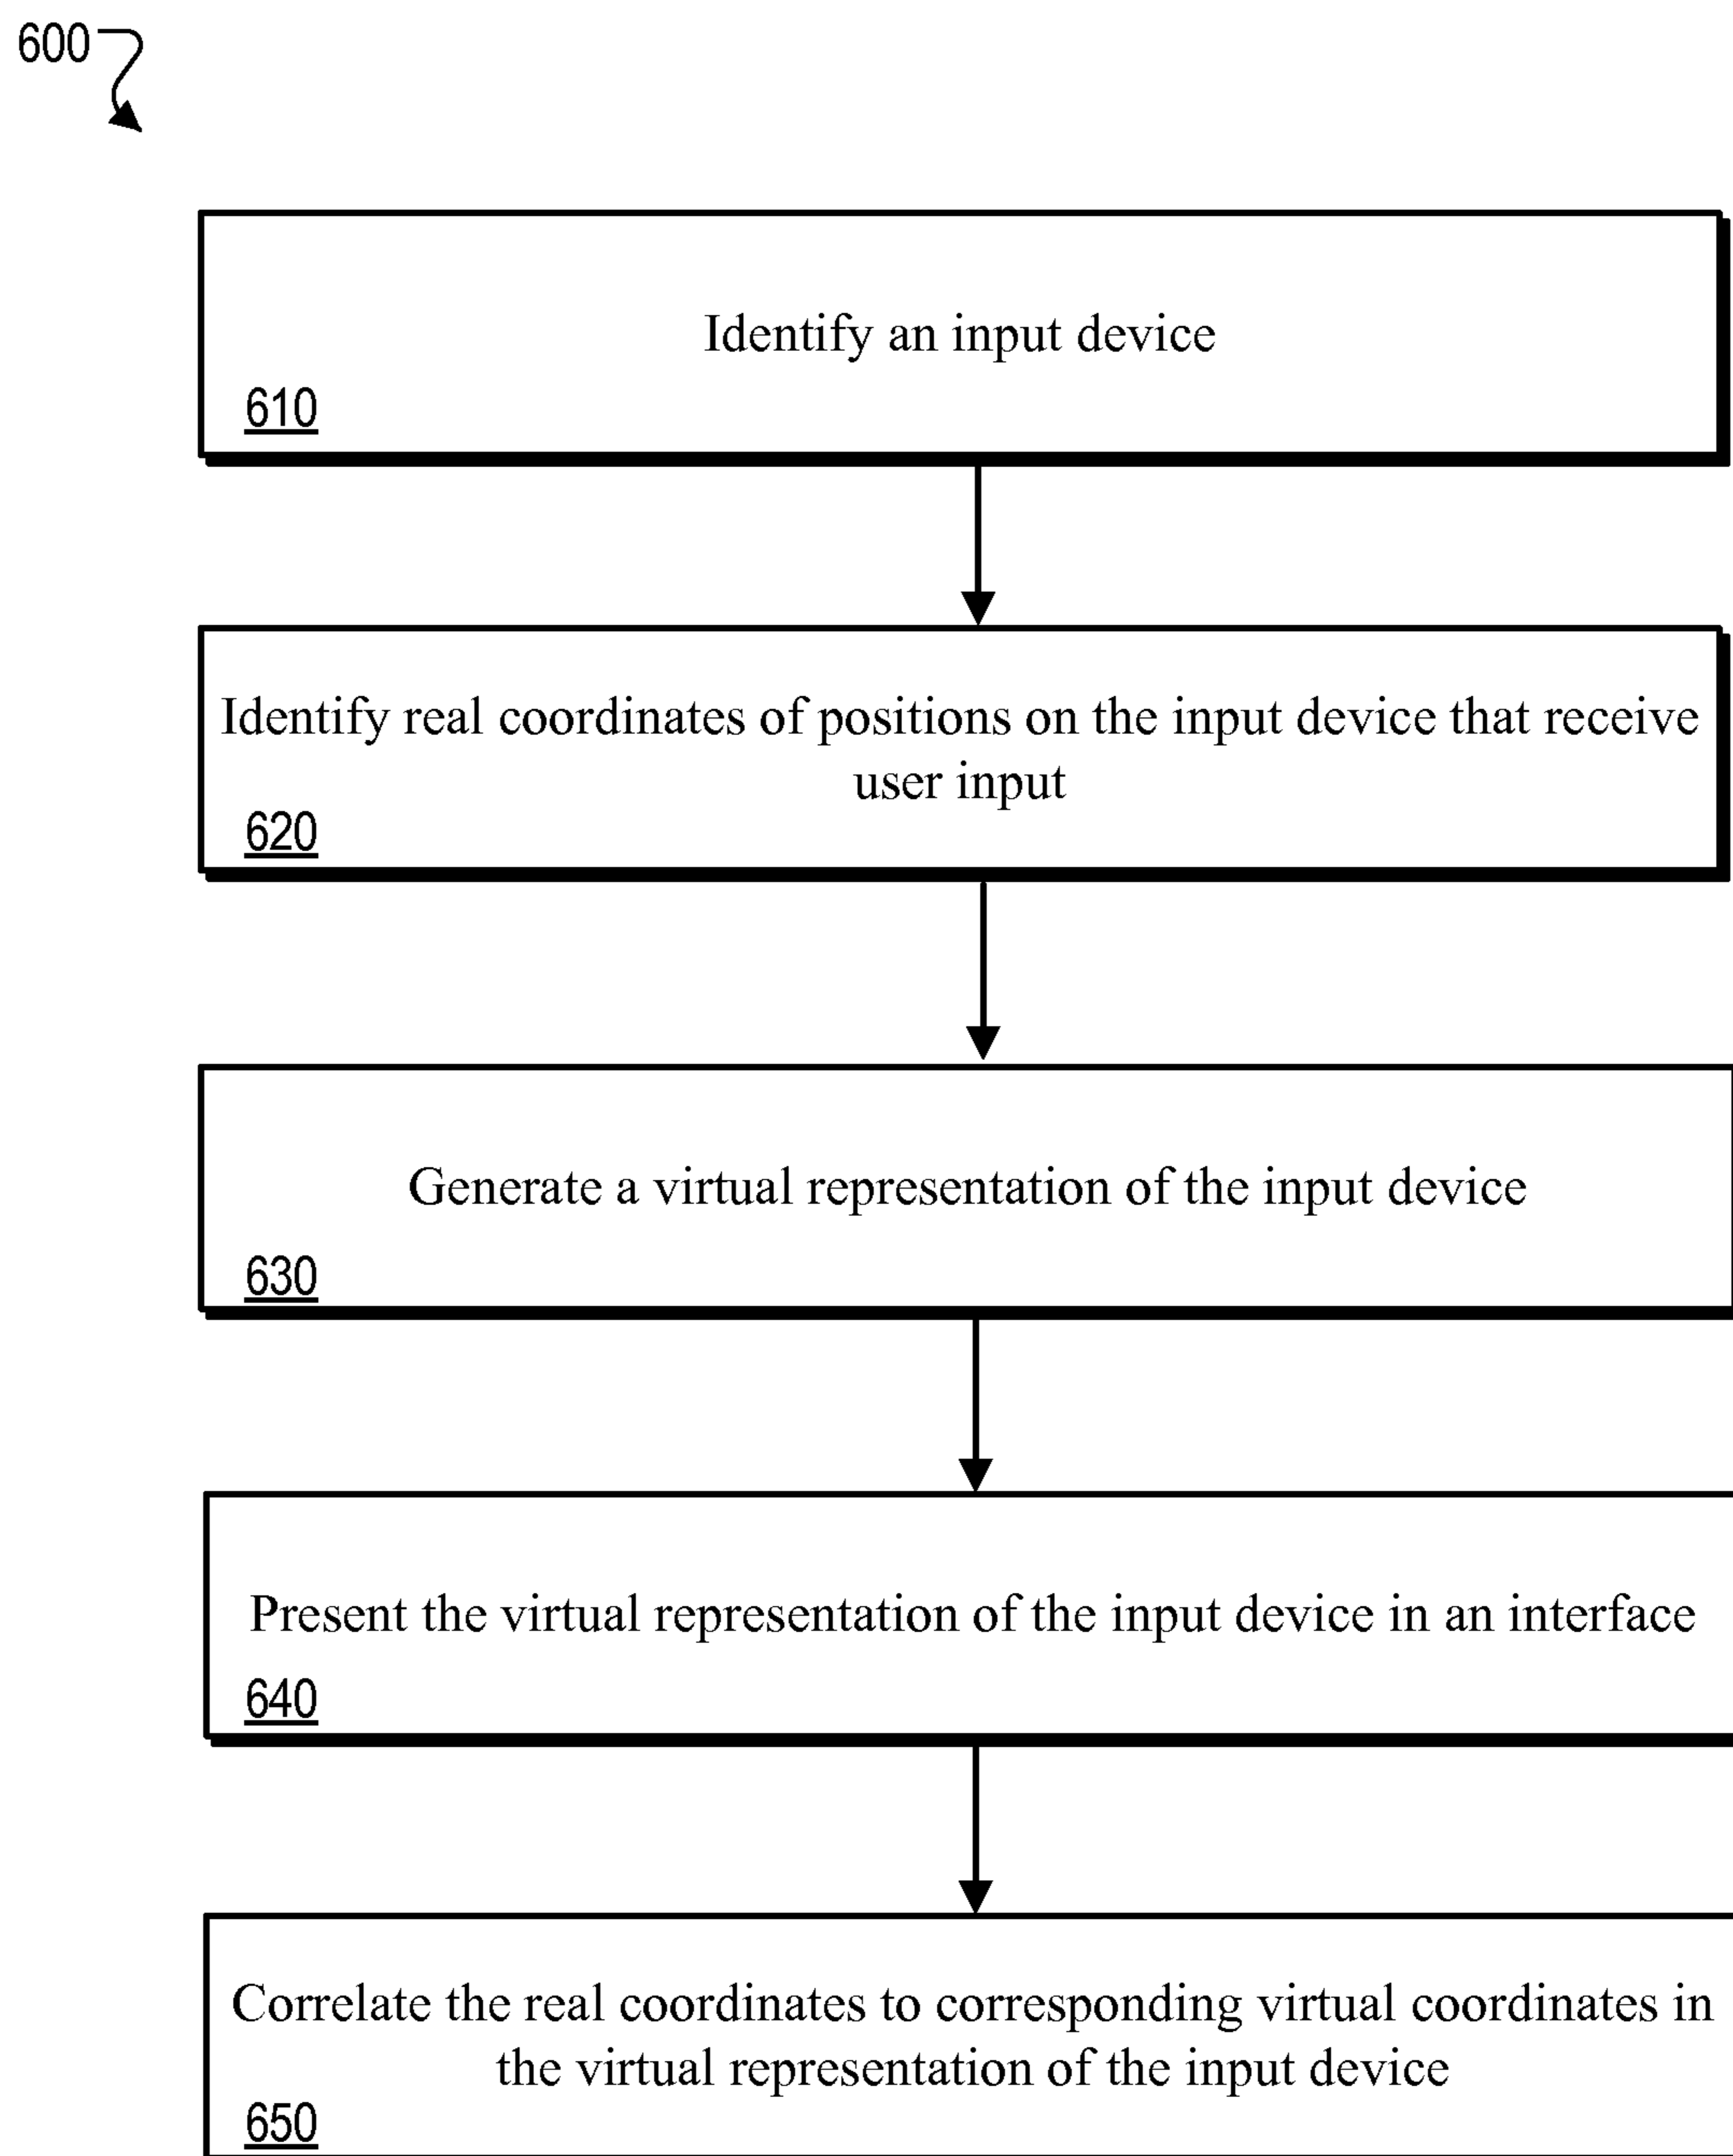 600
Identify an input device
610
Identify real coordinates of positions on the input device that receive
user input
620
Generate a virtual representation of the input device
630
Present the virtual representation of the input device in an interface
640
Correlate the real coordinates to corresponding virtual coordinates in
the virtual representation of the input device
650